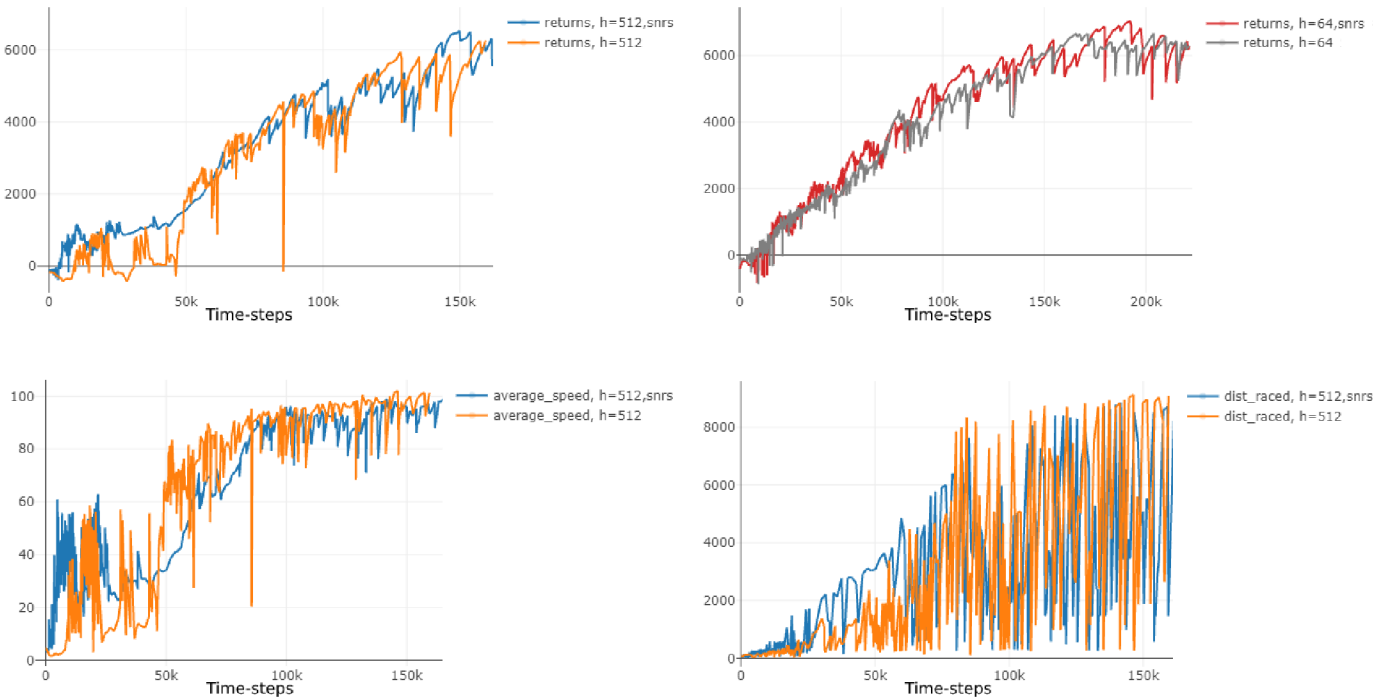 returns, h=512,snrs
returns, h=512
6000
4000
2000
0
0
50k
100k
150k
Time-steps
returns, h=64,snrs
returns, h=64
6000
4000
2000
0
0
50k
100k
150k
200k
Time-steps
average_speed, h=512,snrs
average_speed, h=512
100
80
60
40
20
0
0
50k
100k
150k
Time-steps
dist_raced, h=512,snrs
dist_raced, h=512
8000
6000
4000
2000
0
0
50k
100k
150k
Time-steps